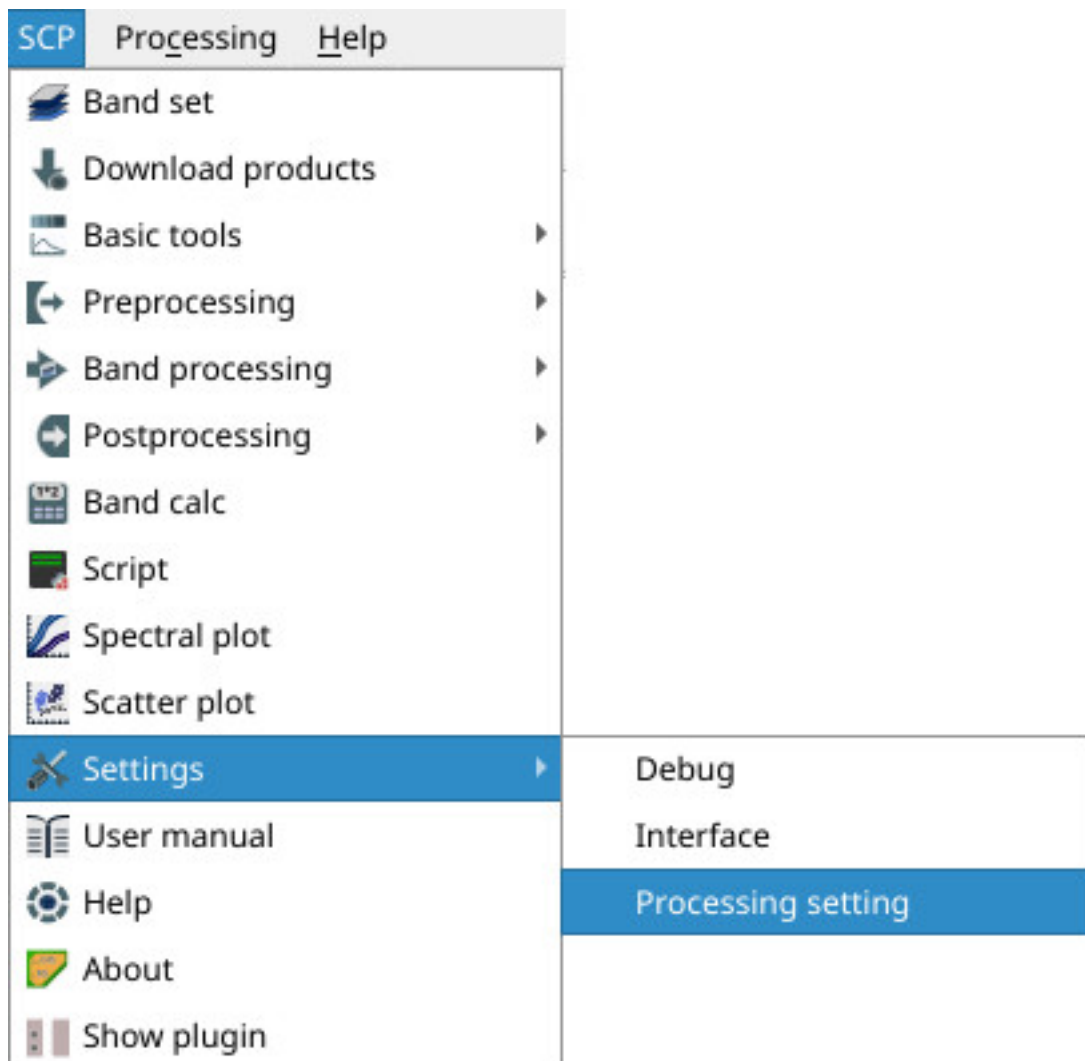 SCP Processing Help
Band set
Download products
Basic tools
Preprocessing
Band processing
Postprocessing
Band calc
Script
Spectral plot
Scatter plot
Settings
Debug
User manual
Interface
Help
Processing setting
About
Show plugin